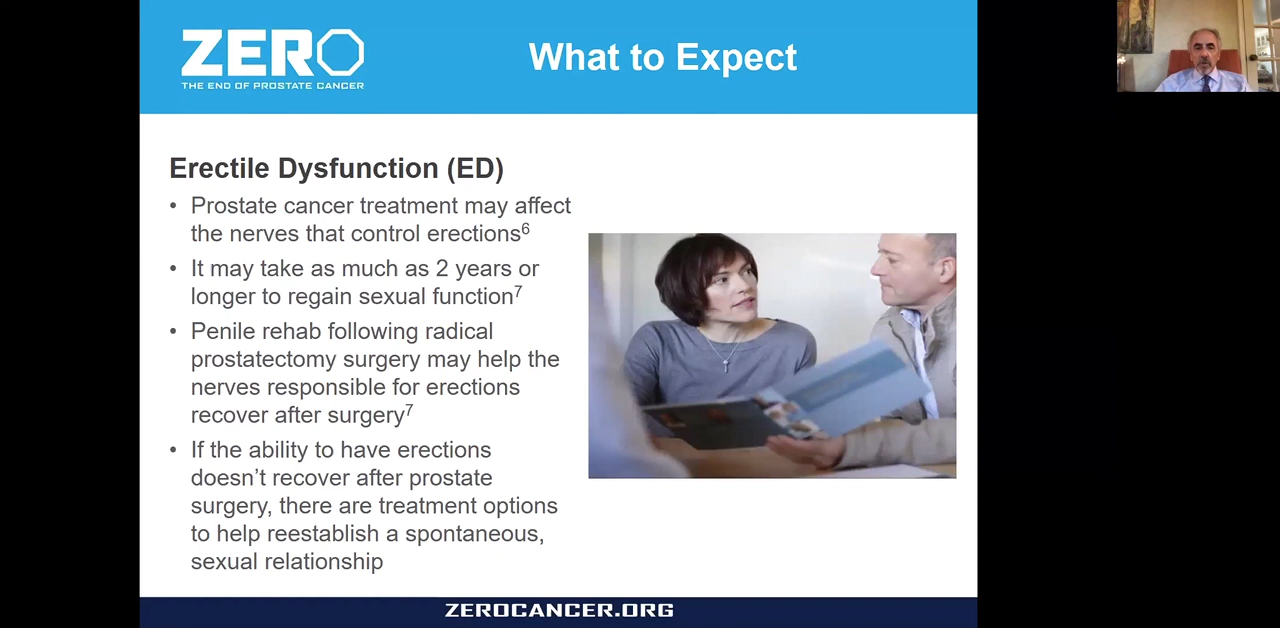 ZERO
THE END OF PROSTATE CANCER
What to Expect
Erectile Dysfunction (ED)
• Prostate cancer treatment may affect
the nerves that control erections⁶
• It may take as much as 2 years or
longer to regain sexual function⁷
• Penile rehab following radical
prostatectomy surgery may help the
nerves responsible for erections
recover after surgery⁷
• If the ability to have erections
doesn’t recover after prostate
surgery, there are treatment options
to help reestablish a spontaneous,
sexual relationship
ZEROCANCER.ORG